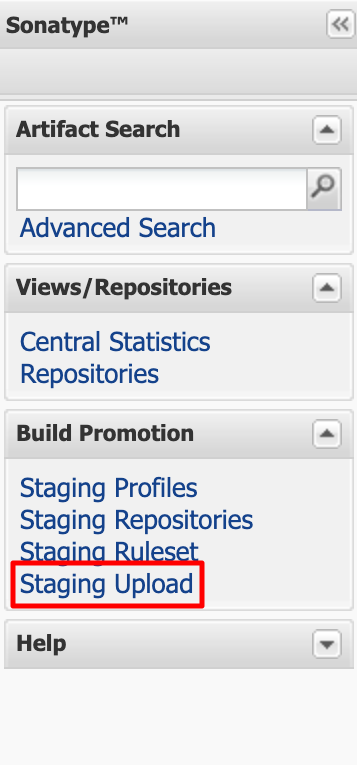 Sonatype™
Artifact Search
Advanced Search
Views/Repositories
Central Statistics
Repositories
Build Promotion
Staging Profiles
Staging Repositories
Staging Ruleset
Staging Upload
Help